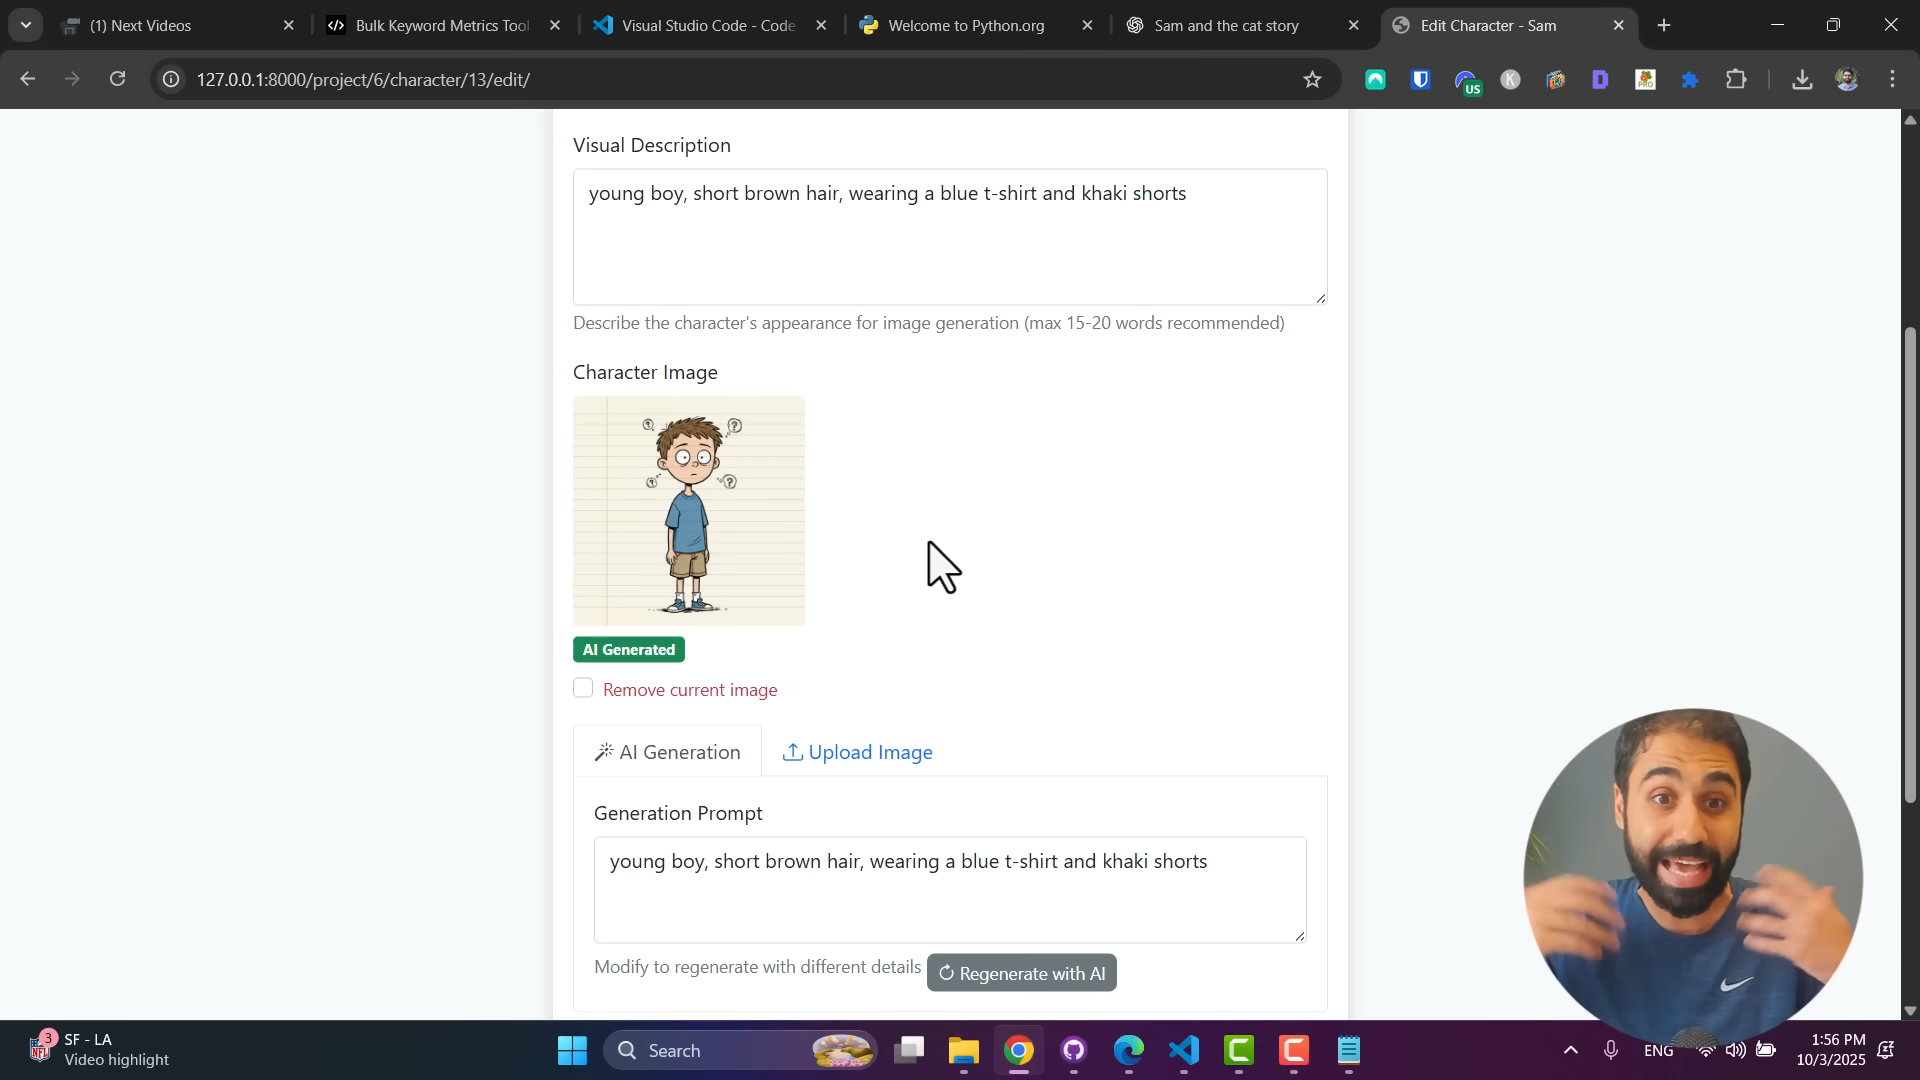 (1) Next Videos
Bulk Keyword Metrics Tool
Visual Studio Code - Code
Welcome to Python.org
Sam and the cat story
Edit Character - Sam
127.0.0.1:8000/project/6/character/13/edit/
US
K
D
PRO
Visual Description
young boy, short brown hair, wearing a blue t-shirt and khaki shorts
Describe the character's appearance for image generation (max 15-20 words recommended)
Character Image
? ?
? ?
AI Generated
Remove current image
AI Generation
Upload Image
Generation Prompt
young boy, short brown hair, wearing a blue t-shirt and khaki shorts
Modify to regenerate with different details
Regenerate with AI
3
NFL
SF - LA
Video highlight
Search
ENG
1:56 PM
10/3/2025